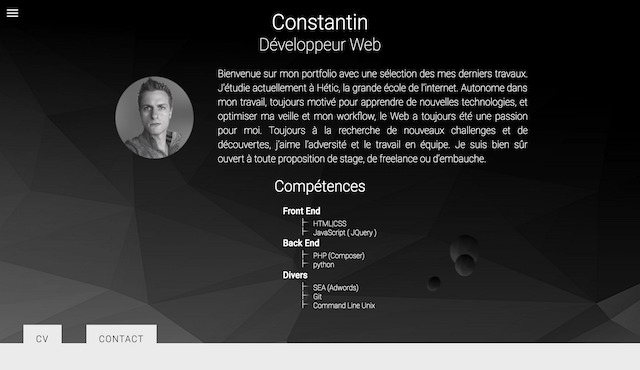 Constantin
Développeur Web
Bienvenue sur mon portfolio avec une sélection des mes derniers travaux.
J'étudie actuellement à Hétic, la grande école de l'internet. Autonome dans
mon travail, toujours motivé pour apprendre de nouvelles technologies, et
optimiser ma veille et mon workflow, le Web a toujours été une passion
pour moi. Toujours à la recherche de nouveaux challenges et de
découvertes, j'aime l'adversité et le travail en équipe. Je suis bien sûr
ouvert à toute proposition de stage, de freelance ou d'embauche.
Compétences
Front End
HTML|CSS
JavaScript ( JQuery )
Back End
PHP (Composer)
python
Divers
SEA (Adwords)
Git
Command Line Unix
CV
CONTACT